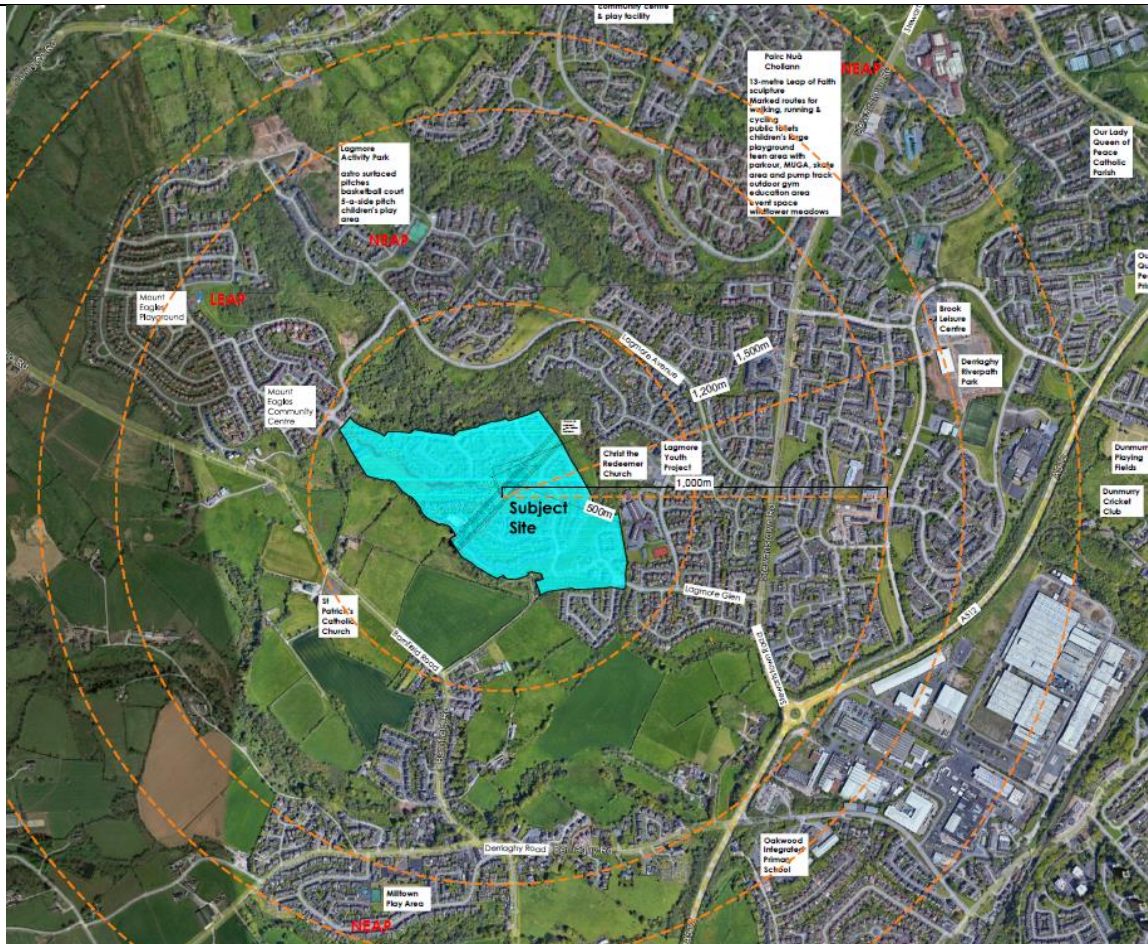 community centre
& play facility
Pairc Nuà
Chollann
13-metre Leap of Faith
sculpture
Marked routes for
walking, running &
cycling
public toilets
children's large
playground
teen area with
parkour, MUGA, skate
area and pump track
outdoor gym
education area
event space
wildflower meadows
NEAP
Our Lady
Queen of
Peace
Catholic
Parish
Lagmore
Activity Park
astro surfaced
pitches
basketball court
5-a-side pitch
children's play
area
NEAP
LEAP
Mount
Eagles
Playground
Brook
Leisure
Centre
Derriaghy
Riverpath
Park
Lagmore Avenue
1,500m
1,200m
Mount
Eagles
Community
Centre
Christ the
Redeemer
Church
Lagmore
Youth
Project
1,000m
500m
Subject
Site
Dunmurry
Playing
Fields
Dunmurry
Cricket
Club
Stewartstown Rd
Lagmore Glen
St
Patrick's
Catholic
Church
Barnfield Road
A512
A512
Stewartstown Road
Derriaghy Road
Oakwood
Integrated
Primary
School
Milltown
Play Area
NEAP